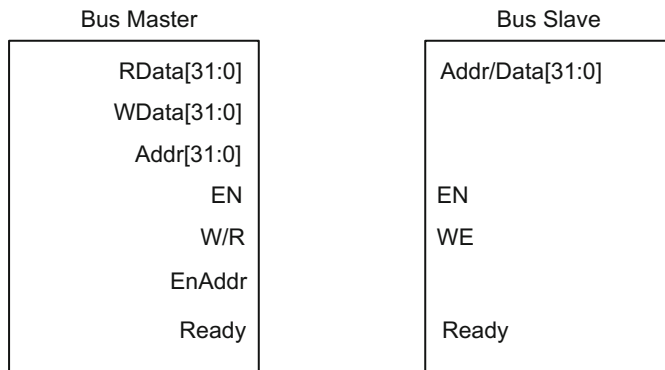 Bus Master
Bus Slave
RData[31:0]
WData[31:0]
Addr[31:0]
EN
W/R
EnAddr
Ready
Addr/Data[31:0]
EN
WE
Ready